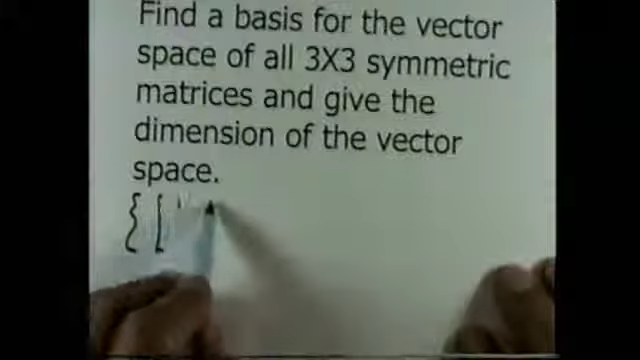 Find a basis for the vector
space of all 3X3 symmetric
matrices and give the
dimension of the vector
space.
{ [